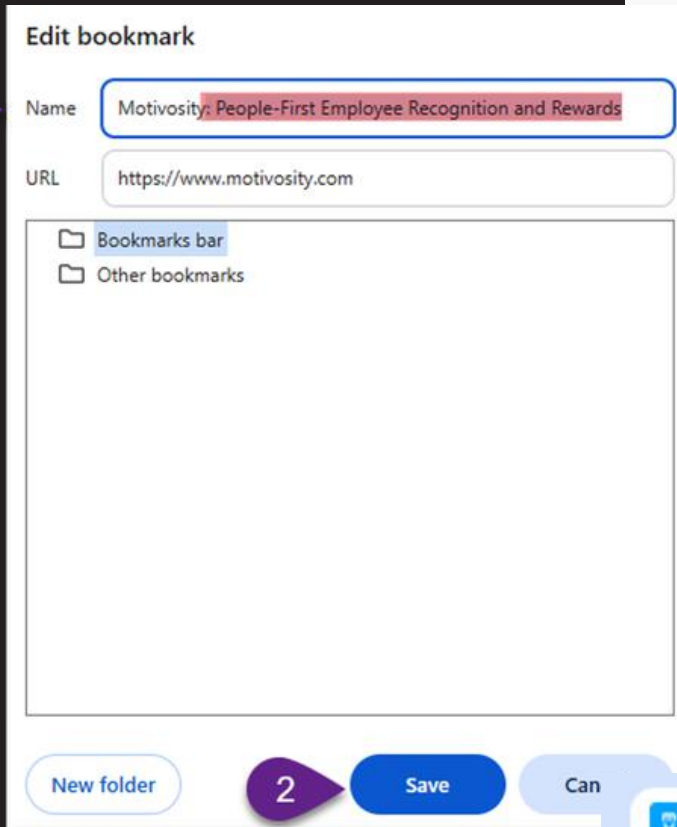 Edit bookmark
Name Motivosity: People-First Employee Recognition and Rewards
URL https://www.motivosity.com
Bookmarks bar
Other bookmarks
New folder 2 Save Can